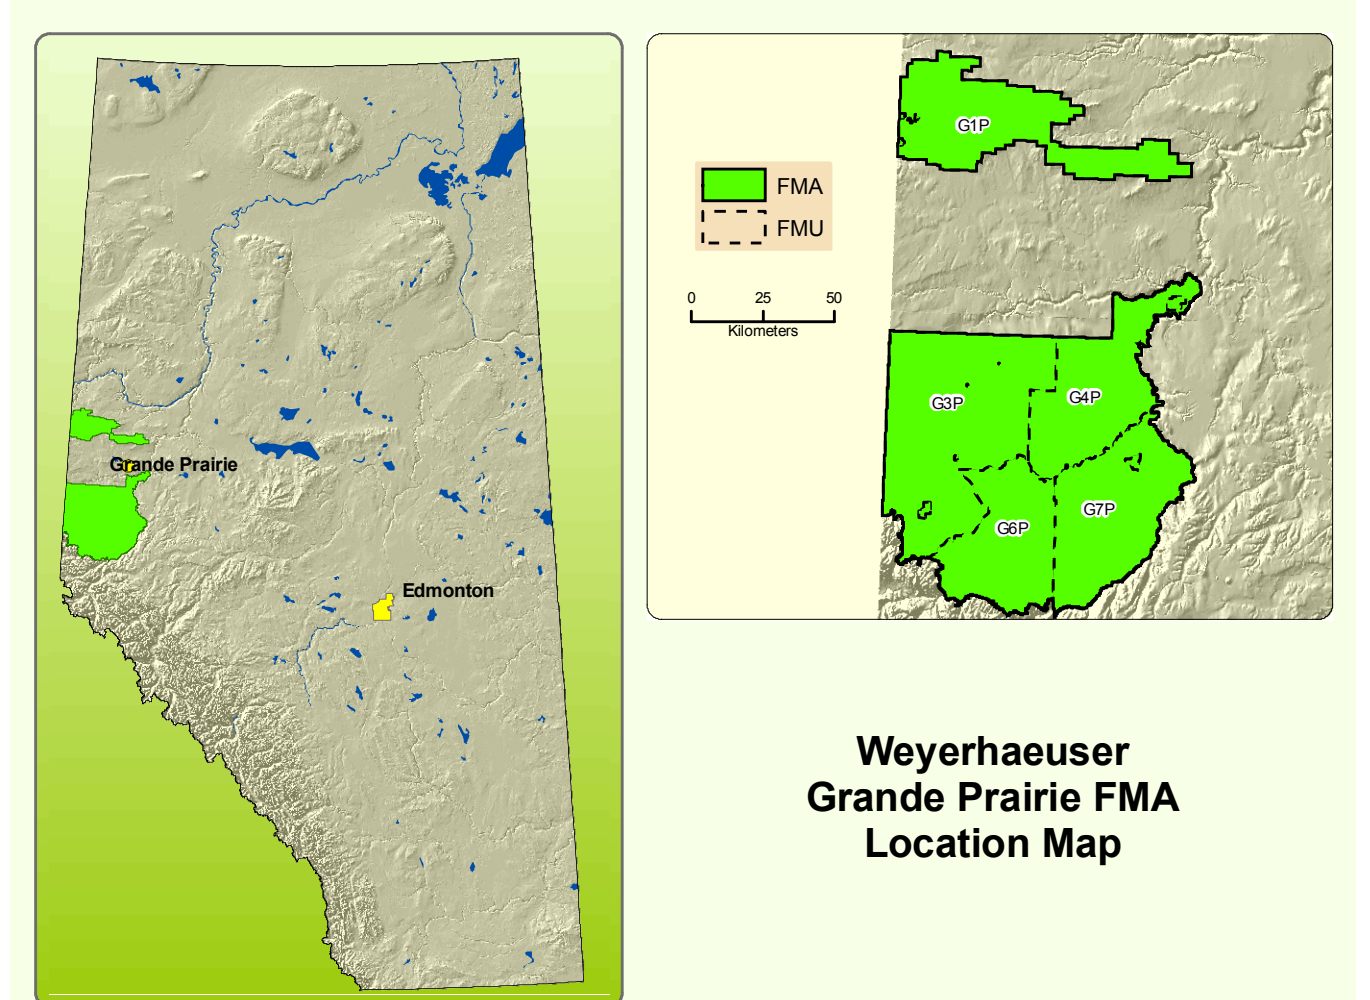 Grande Prairie
Edmonton
G1P
FMA
FMU
0 25 50
Kilometers
G3P
G4P
G6P
G7P
Weyerhaeuser
Grande Prairie FMA
Location Map